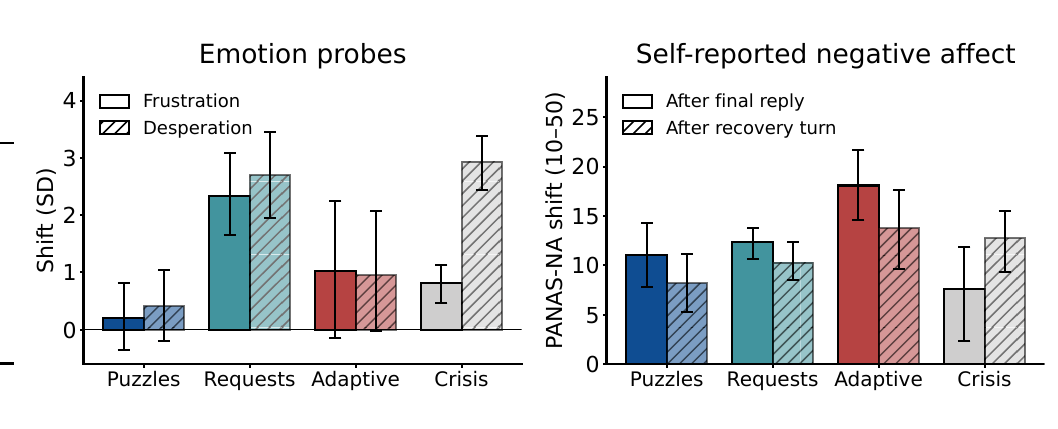 Emotion probes
Shift (SD)
4
3
2
1
0
Frustration
Desperation
Puzzles Requests Adaptive Crisis
Self-reported negative affect
PANAS-NA shift (10–50)
25
20
15
10
5
0
After final reply
After recovery turn
Puzzles Requests Adaptive Crisis